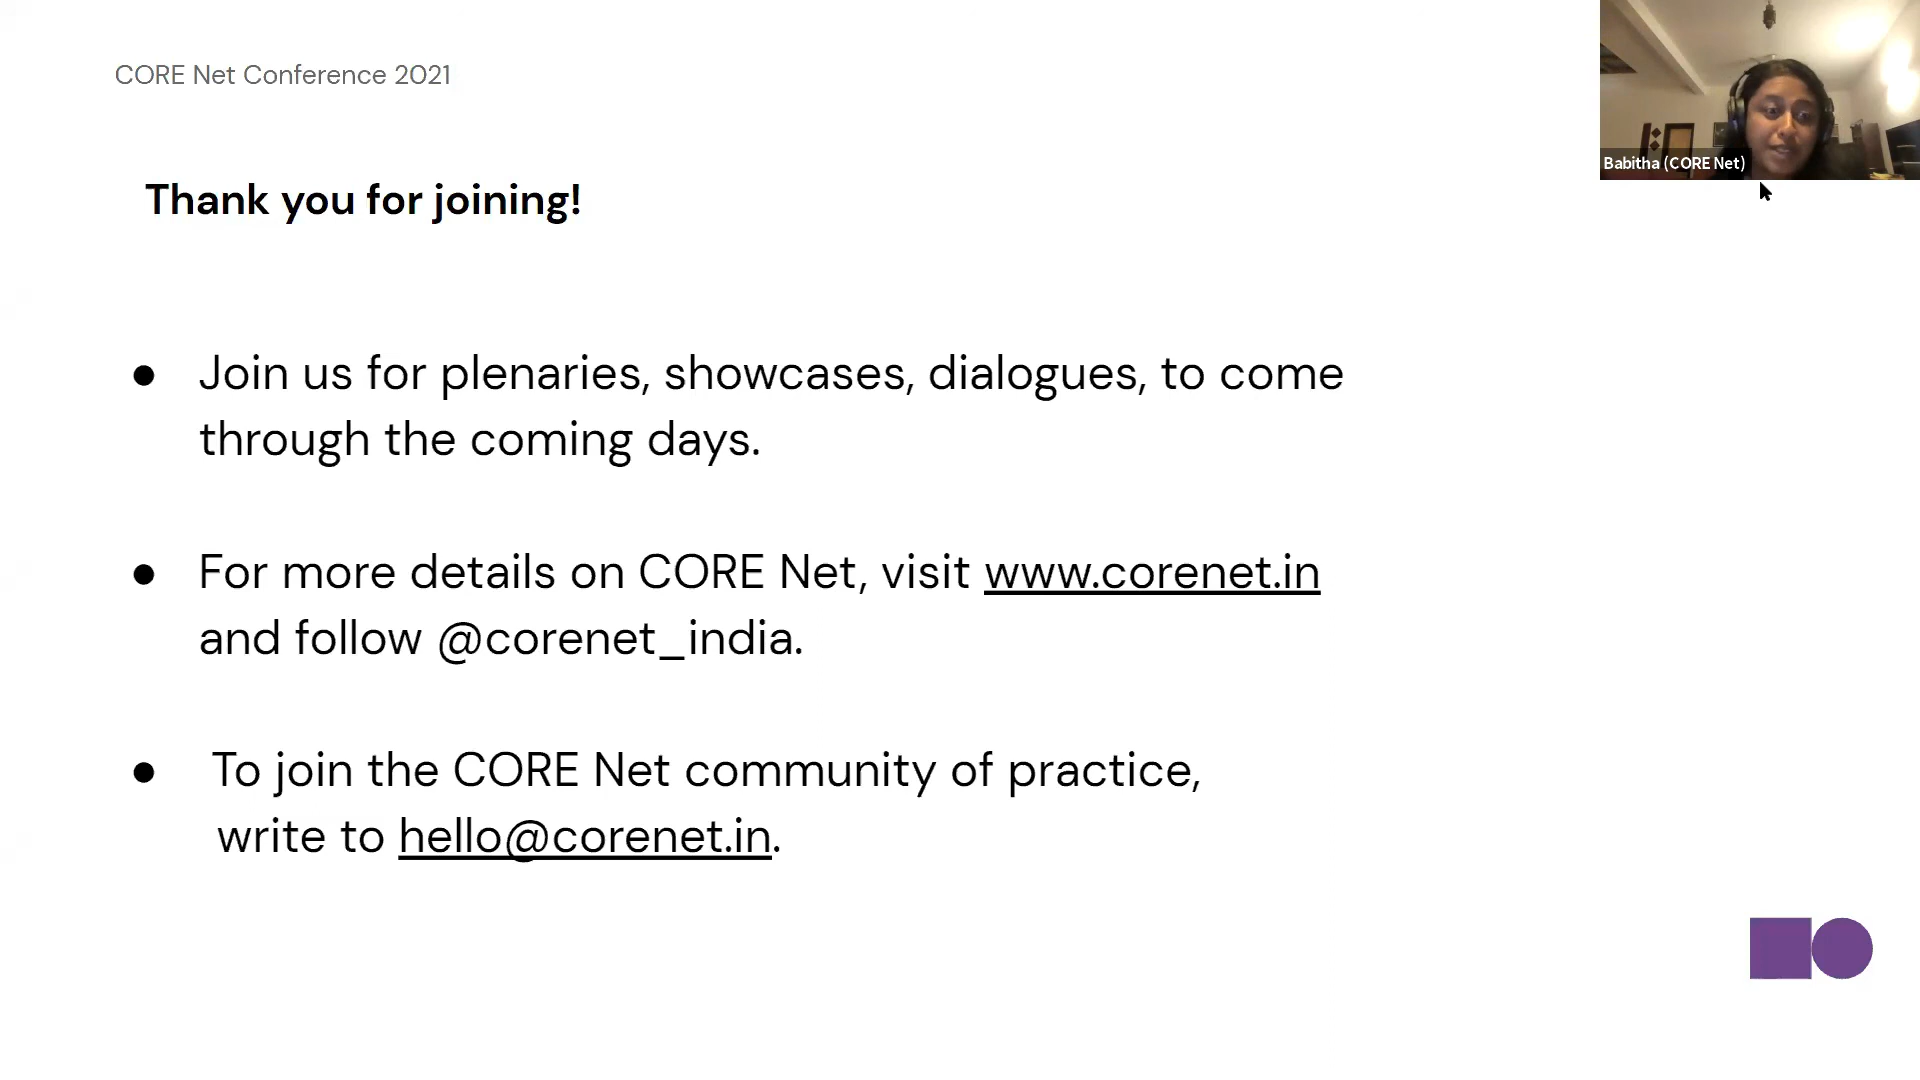 CORE Net Conference 2021
Babitha (CORE Net)
Thank you for joining!
● Join us for plenaries, showcases, dialogues, to come
through the coming days.
● For more details on CORE Net, visit www.corenet.in
and follow @corenet_india.
● To join the CORE Net community of practice,
write to hello@corenet.in.